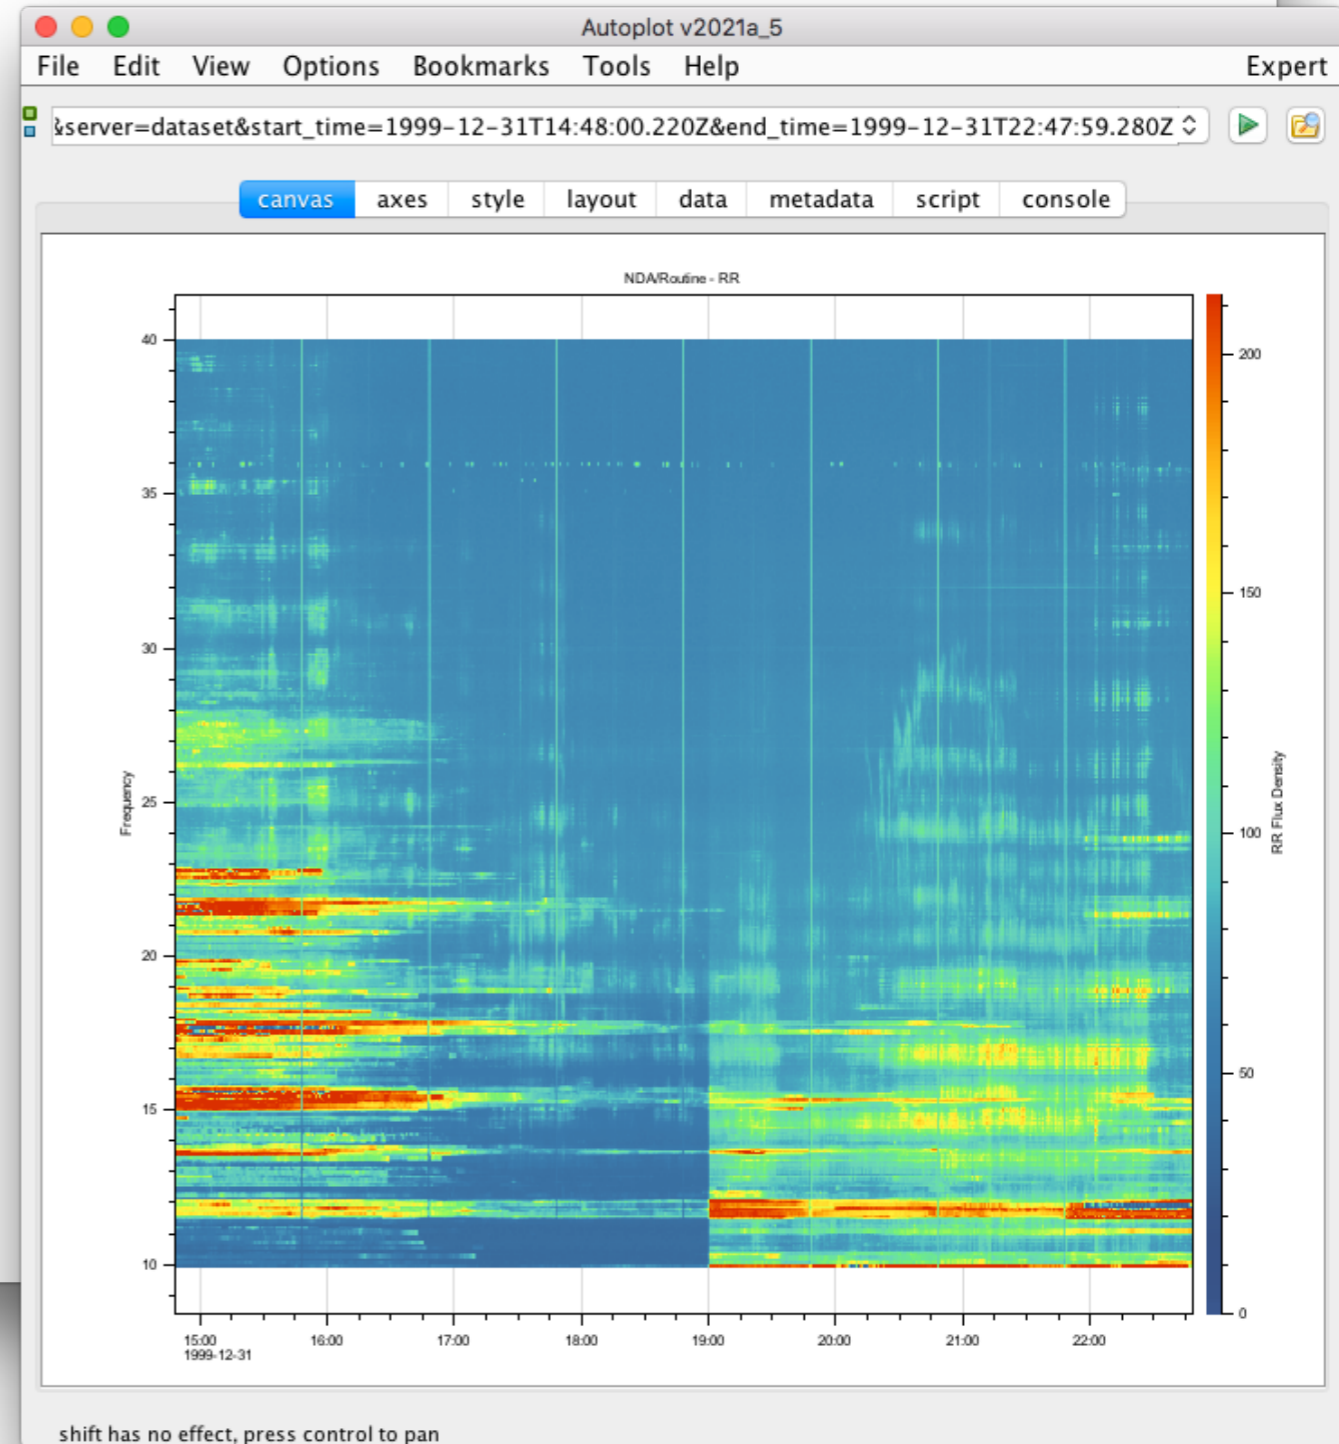 Autoplot v2021a_5
File Edit View Options Bookmarks Tools Help Expert
&server=dataset&start_time=1999-12-31T14:48:00.220Z&end_time=1999-12-31T22:47:59.280Z
canvas axes style layout data metadata script console
NDA/Routine - RR
40
35
30
25
20
15
10
Frequency
15:00 16:00 17:00 18:00 19:00 20:00 21:00 22:00
1999-12-31
200
150
100
50
0
RR Flux Density
shift has no effect, press control to pan